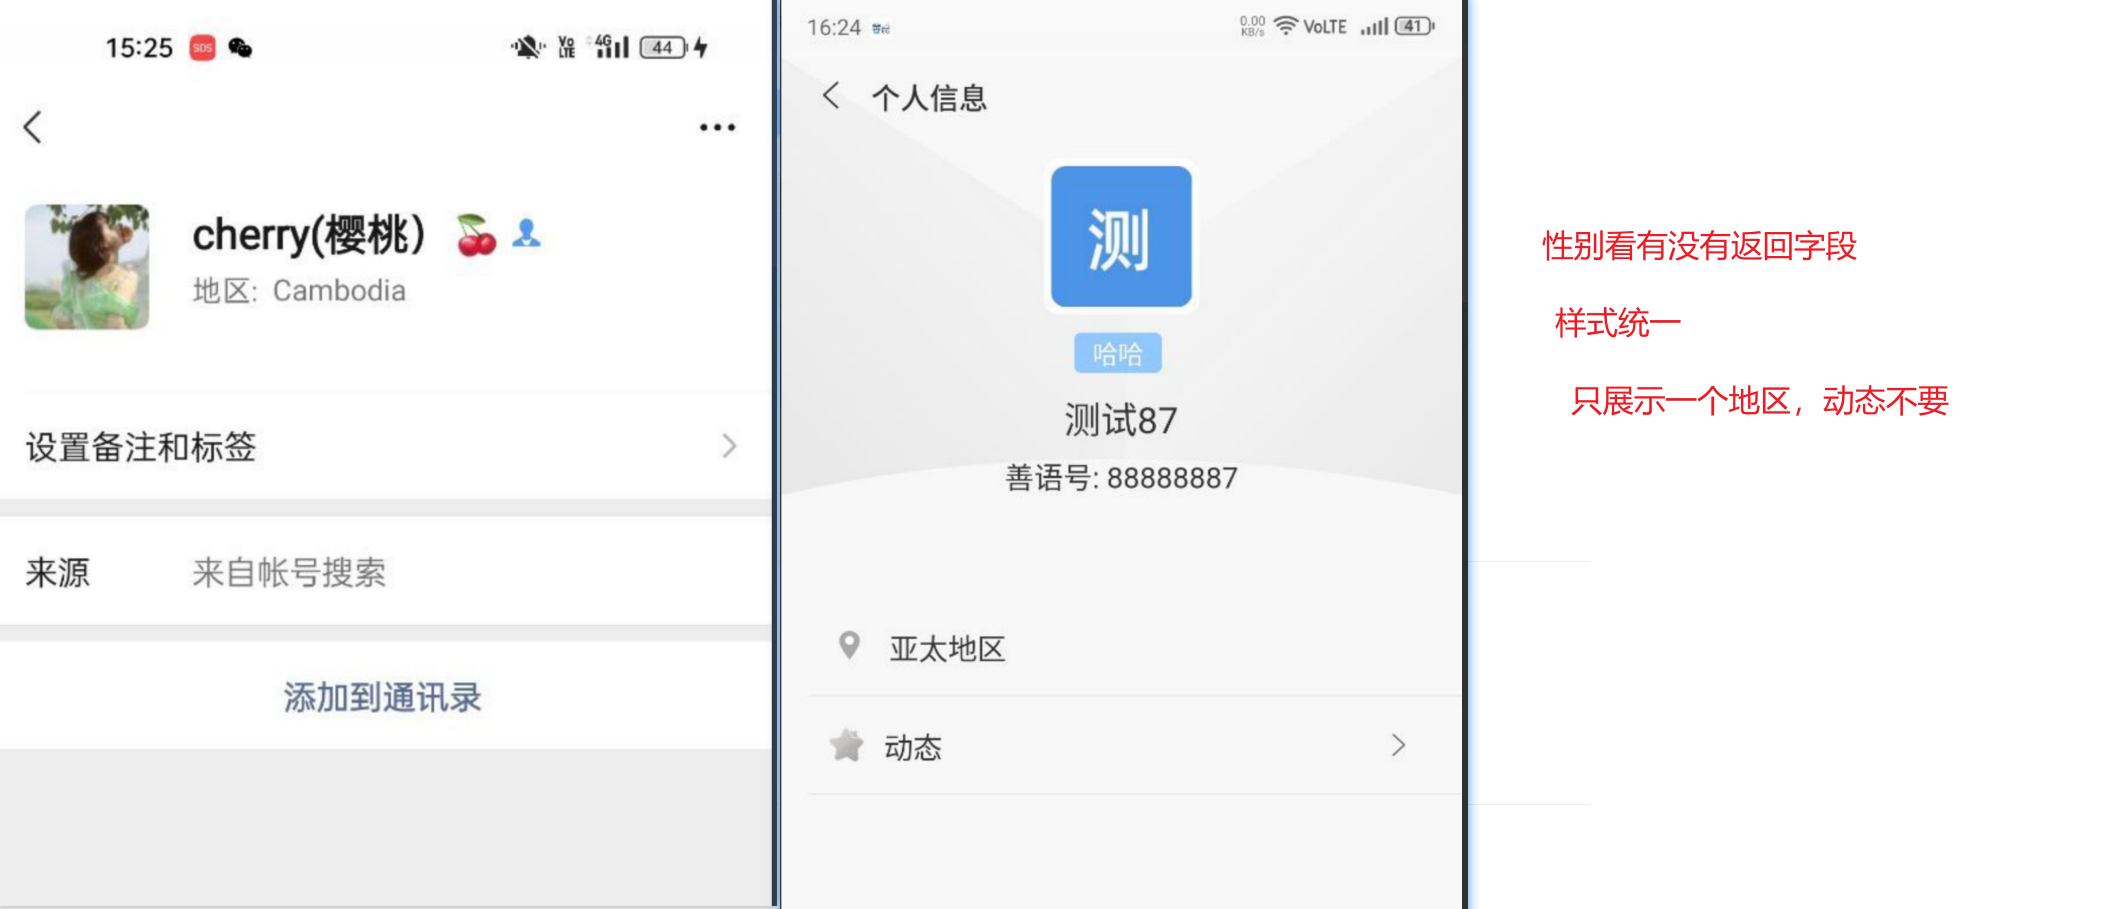 15:25 SDS VoLTE 4G 44
cherry(樱桃)
地区: Cambodia
设置备注和标签
来源 来自帐号搜索
添加到通讯录
16:24 0.00 KB/s VoLTE 41
个人信息
测
哈哈
测试87
善语号: 88888887
亚太地区
动态
性别看有没有返回字段
样式统一
只展示一个地区，动态不要